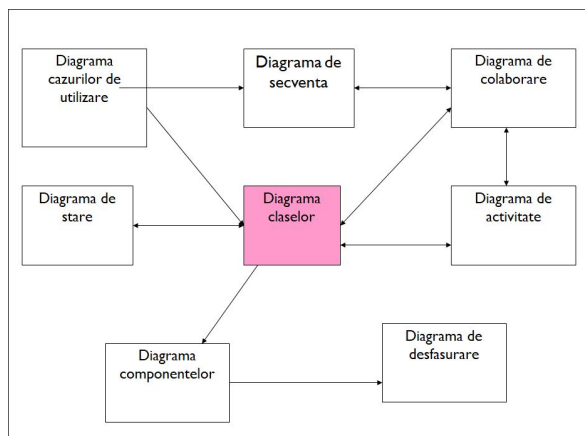 Diagrama
cazurilor de
utilizare
Diagrama de
secventa
Diagrama de
colaborare
Diagrama de
stare
Diagrama
claselor
Diagrama de
activitate
Diagrama
componentelor
Diagrama de
desfasurare